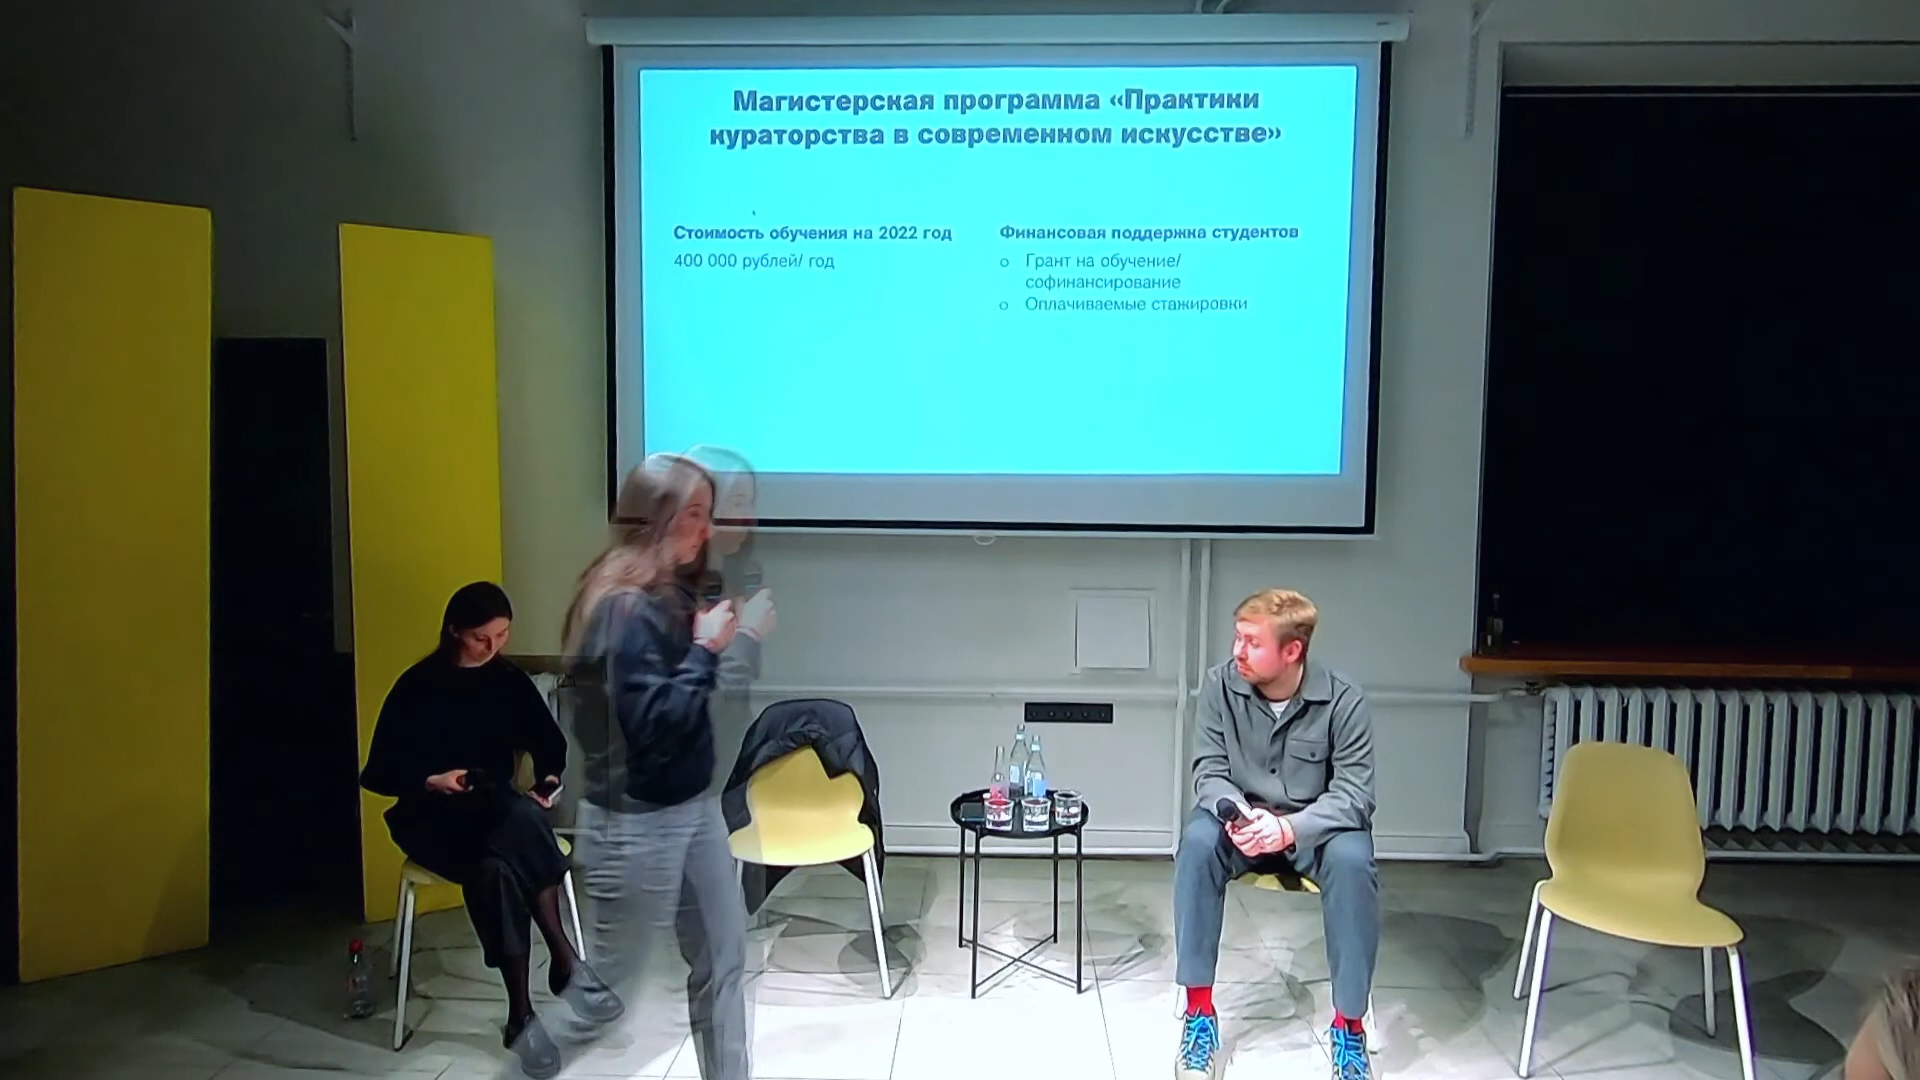 Магистерская программа «Практики
кураторства в современном искусстве»
Стоимость обучения на 2022 год
400 000 рублей/ год
Финансовая поддержка студентов
Грант на обучение/
софинансирование
Оплачиваемые стажировки